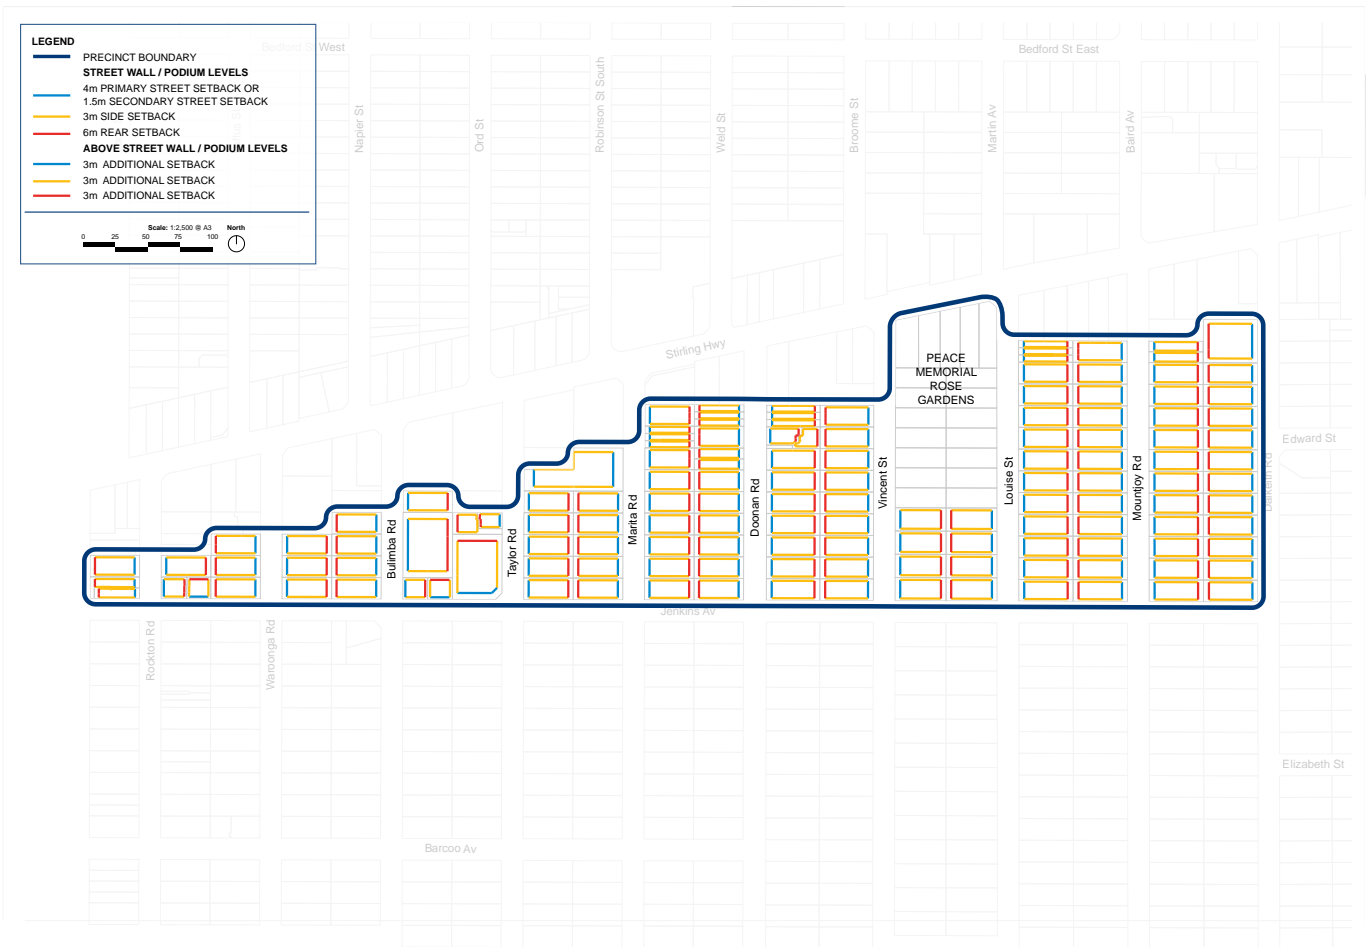 LEGEND
PRECINCT BOUNDARY
STREET WALL / PODIUM LEVELS
4m PRIMARY STREET SETBACK OR
1.5m SECONDARY STREET SETBACK
3m SIDE SETBACK
6m REAR SETBACK
ABOVE STREET WALL / PODIUM LEVELS
3m ADDITIONAL SETBACK
3m ADDITIONAL SETBACK
3m ADDITIONAL SETBACK
Scale: 1:2,500 @ A3 North
0 25 50 75 100
Bedford St West
Bedford St East
Napier St
Ord St
Robinson St South
Weld St
Broome St
Martin Av
Baird Av
Stirling Hwy
PEACE
MEMORIAL
ROSE
GARDENS
Edward St
Dalkeith Rd
Bulimba Rd
Taylor Rd
Marita Rd
Doonan Rd
Vincent St
Louise St
Mountjoy Rd
Jenkins Av
Rockton Rd
Waroonga Rd
Elizabeth St
Barcoo Av